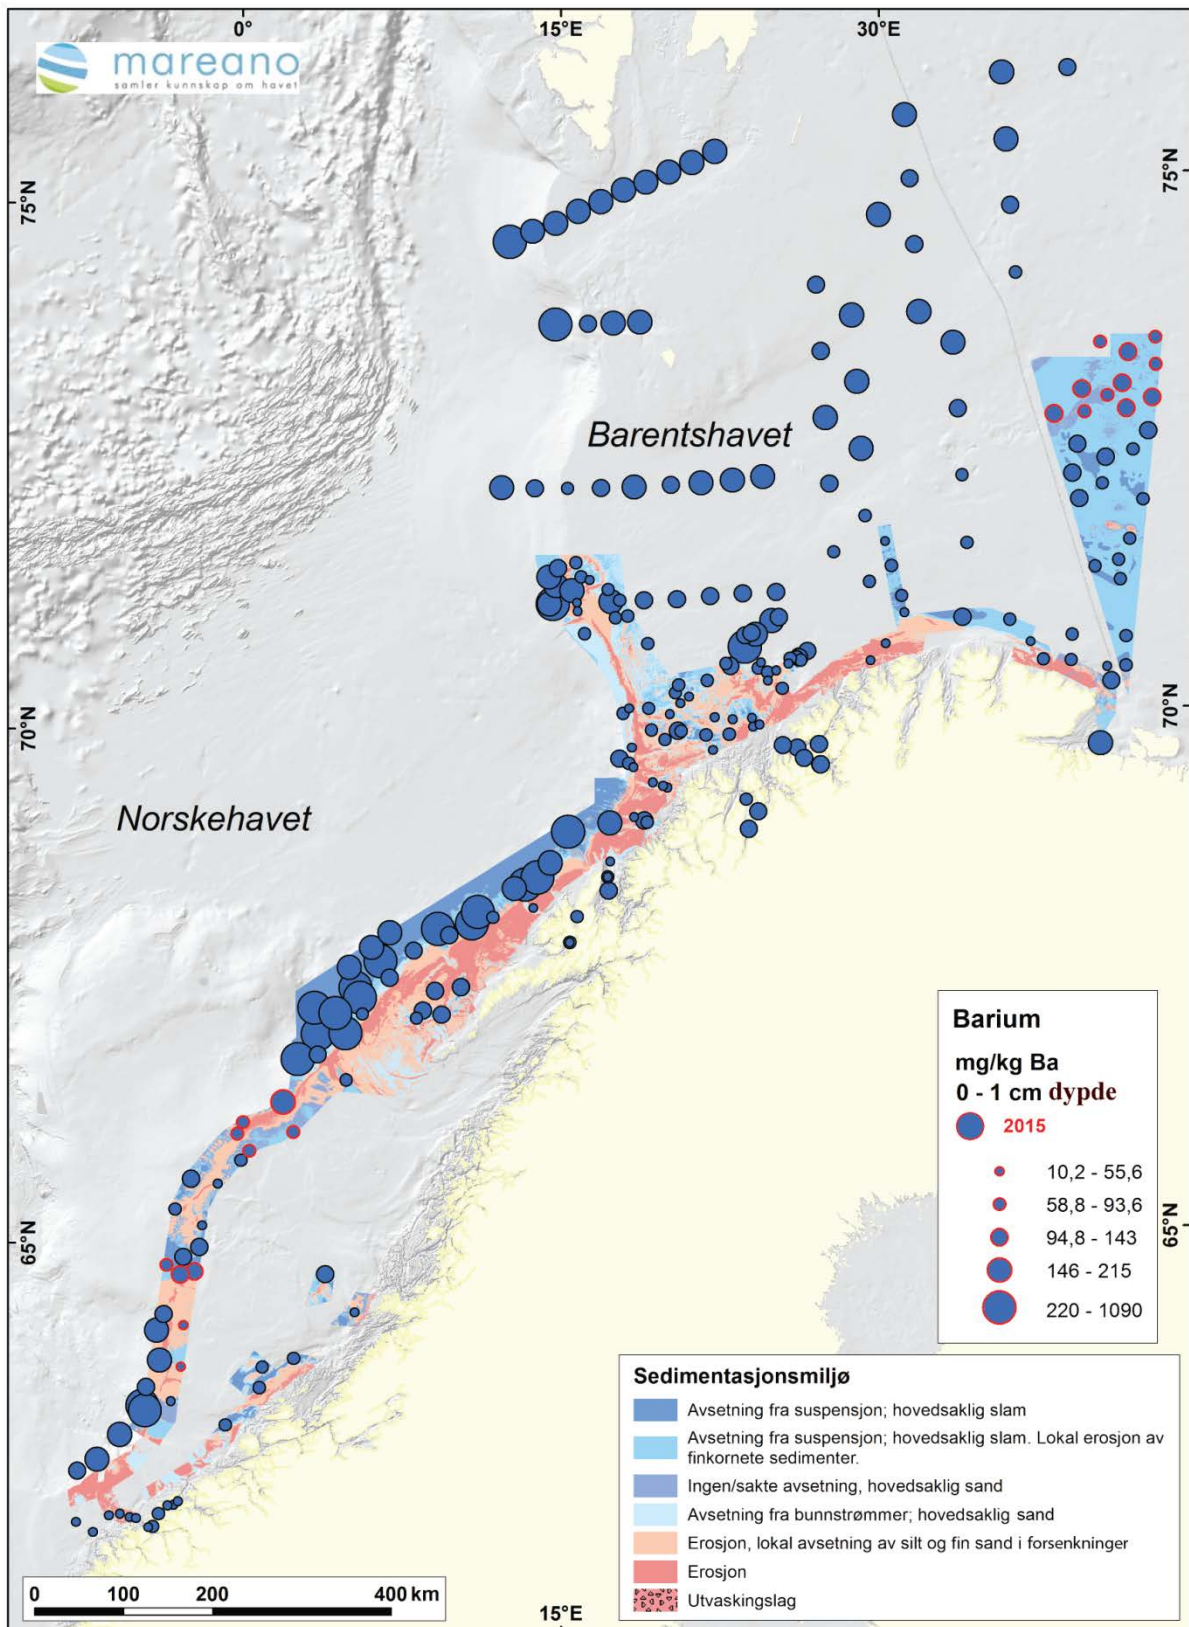 0°
15°E
30°E
mareano
samler kunnskap om havet
75°N
75°N
Barentshavet
70°N
70°N
Norskehavet
65°N
65°N
Barium
mg/kg Ba
0 - 1 cm dypde
2015
10,2 - 55,6
58,8 - 93,6
94,8 - 143
146 - 215
220 - 1090
Sedimentasjonsmiljø
Avsetning fra suspensjon; hovedsaklig slam
Avsetning fra suspensjon; hovedsaklig slam. Lokal erosjon av
finkornete sedimenter.
Ingen/sakte avsetning, hovedsaklig sand
Avsetning fra bunnstrømmer; hovedsaklig sand
Erosjon, lokal avsetning av silt og fin sand i forsenkninger
Erosjon
Utvaskingslag
0 100 200 400 km
15°E